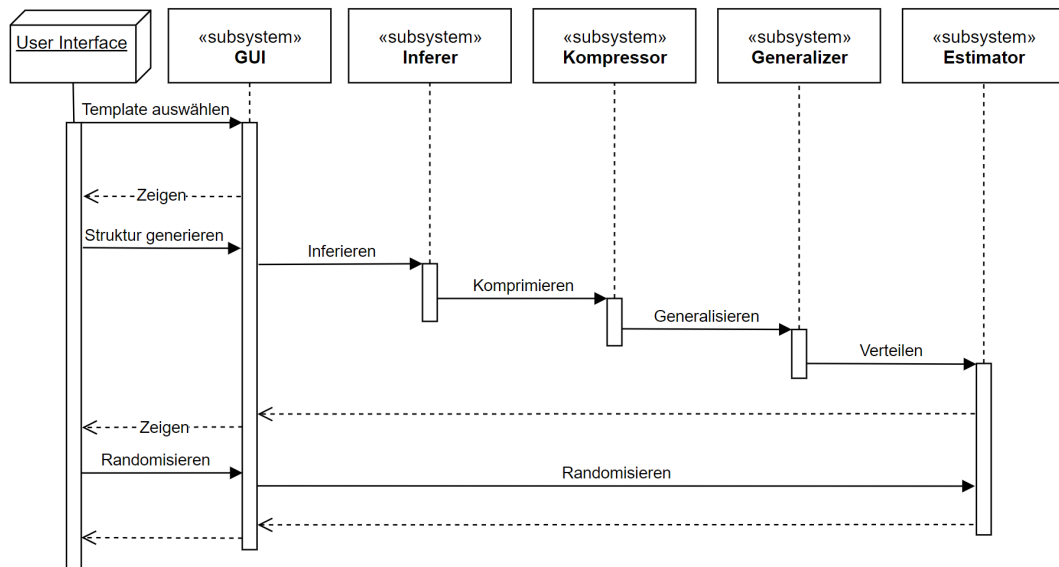 User Interface
«subsystem»
GUI
«subsystem»
Inferer
«subsystem»
Kompressor
«subsystem»
Generalizer
«subsystem»
Estimator
Template auswählen
Zeigen
Struktur generieren
Inferieren
Komprimieren
Generalisieren
Verteilen
Zeigen
Randomisieren
Randomisieren